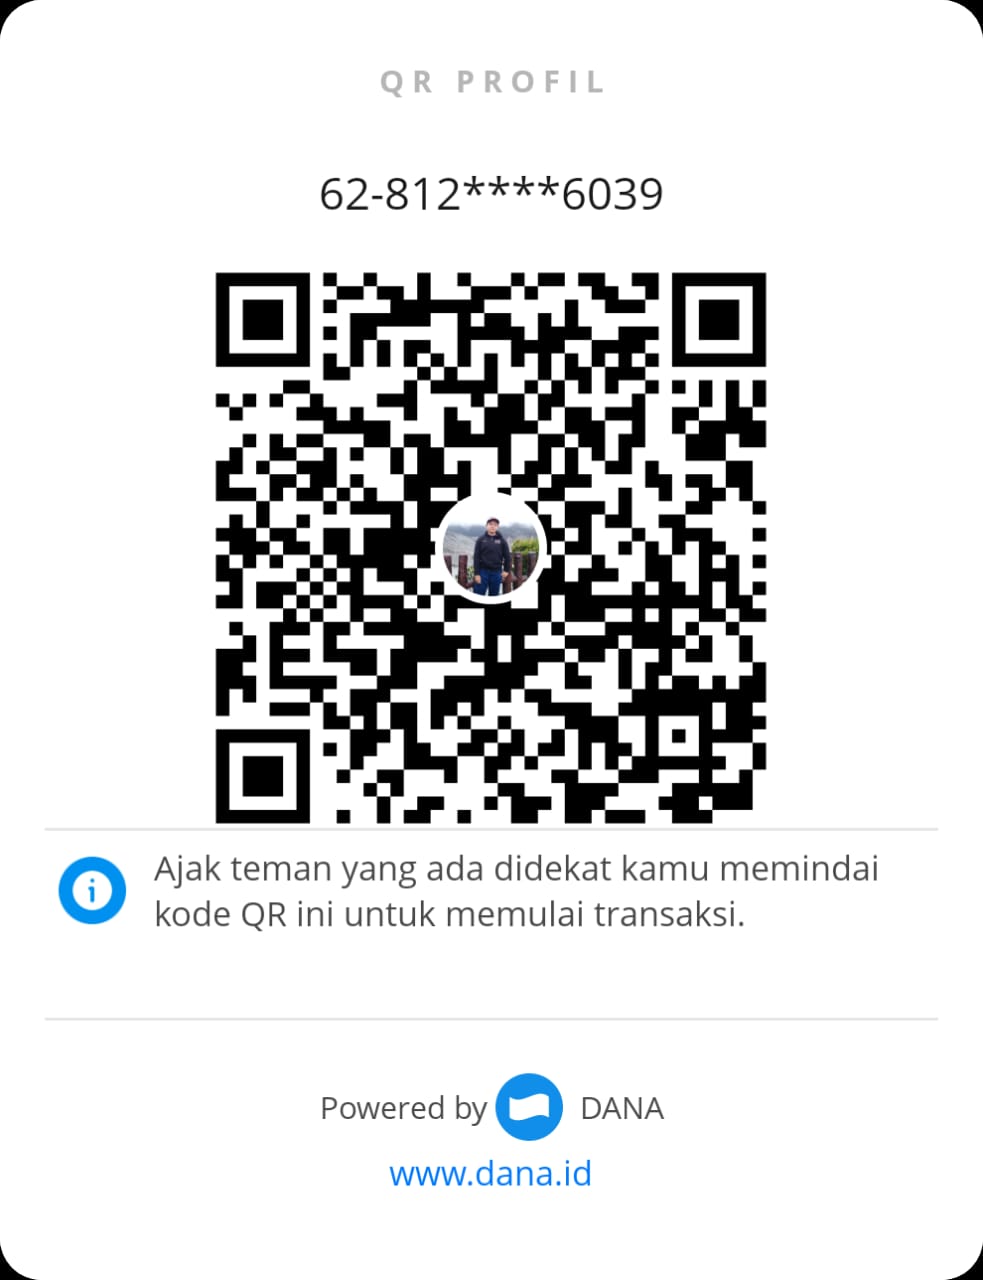 QR PROFIL
62-812****6039
Ajak teman yang ada didekat kamu memindai
kode QR ini untuk memulai transaksi.
Powered by DANA
www.dana.id